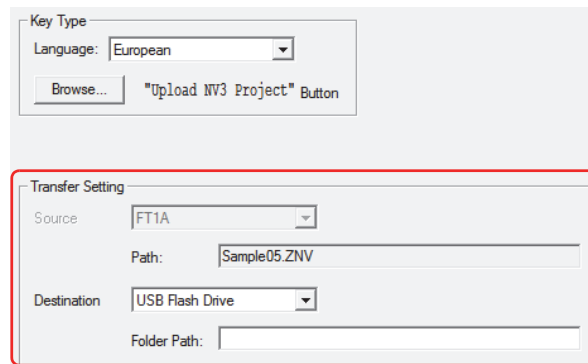 Key Type
Language: European
Browse... "Upload NV3 Project" Button
Transfer Setting
Source FT1A
Path: Sample05.ZNV
Destination USB Flash Drive
Folder Path: